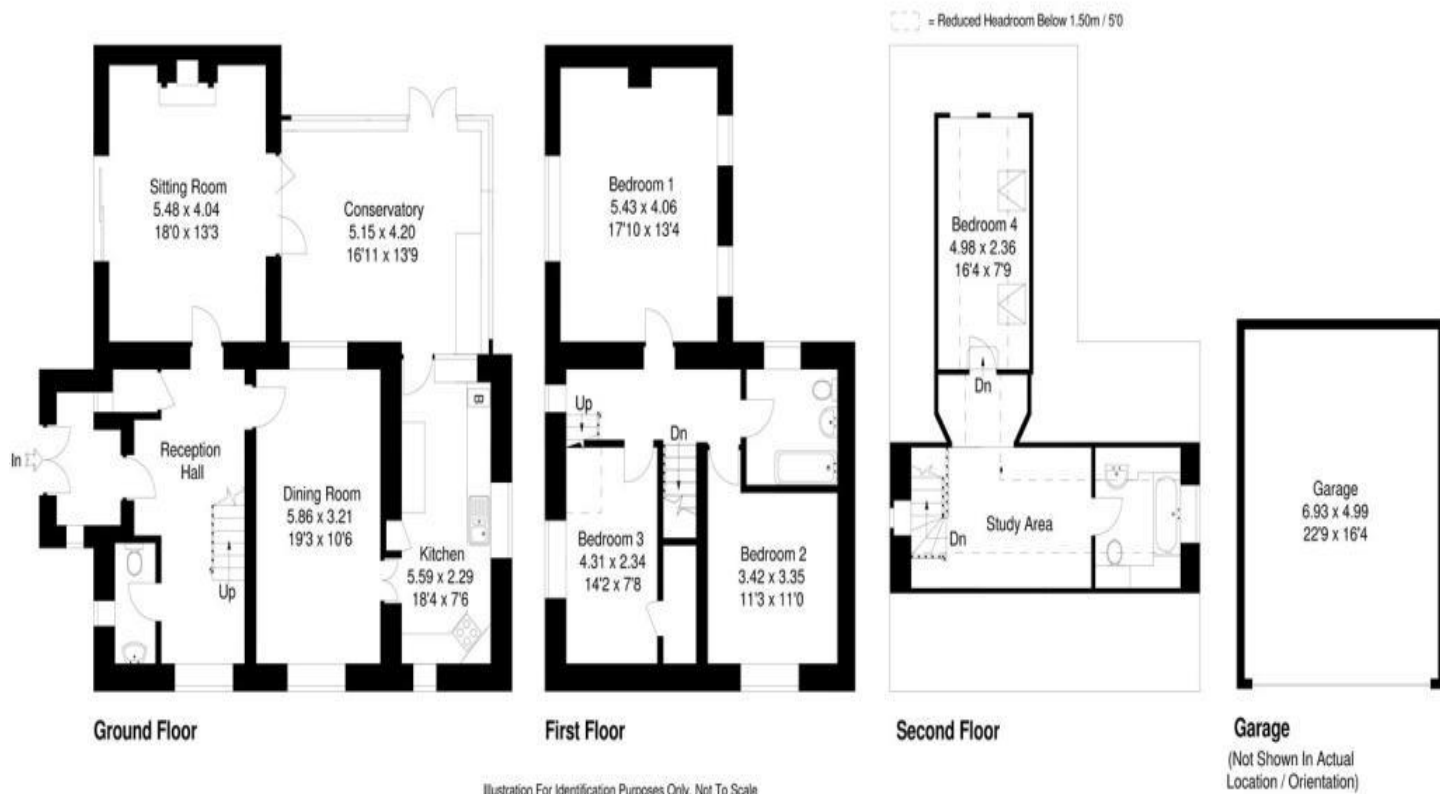 = Reduced Headroom Below 1.50m / 5'0
Sitting Room
5.48 x 4.04
18'0 x 13'3
Conservatory
5.15 x 4.20
16'11 x 13'9
In
Reception
Hall
Up
Dining Room
5.86 x 3.21
19'3 x 10'6
B
Kitchen
5.59 x 2.29
18'4 x 7'6
Ground Floor
Bedroom 1
5.43 x 4.06
17'10 x 13'4
Up
Dn
Bedroom 3
4.31 x 2.34
14'2 x 7'8
Bedroom 2
3.42 x 3.35
11'3 x 11'0
First Floor
Bedroom 4
4.98 x 2.36
16'4 x 7'9
Dn
Study Area
Dn
Second Floor
Garage
6.93 x 4.99
22'9 x 16'4
Garage
(Not Shown In Actual
Location / Orientation)
Illustration For Identification Purposes Only. Not To Scale